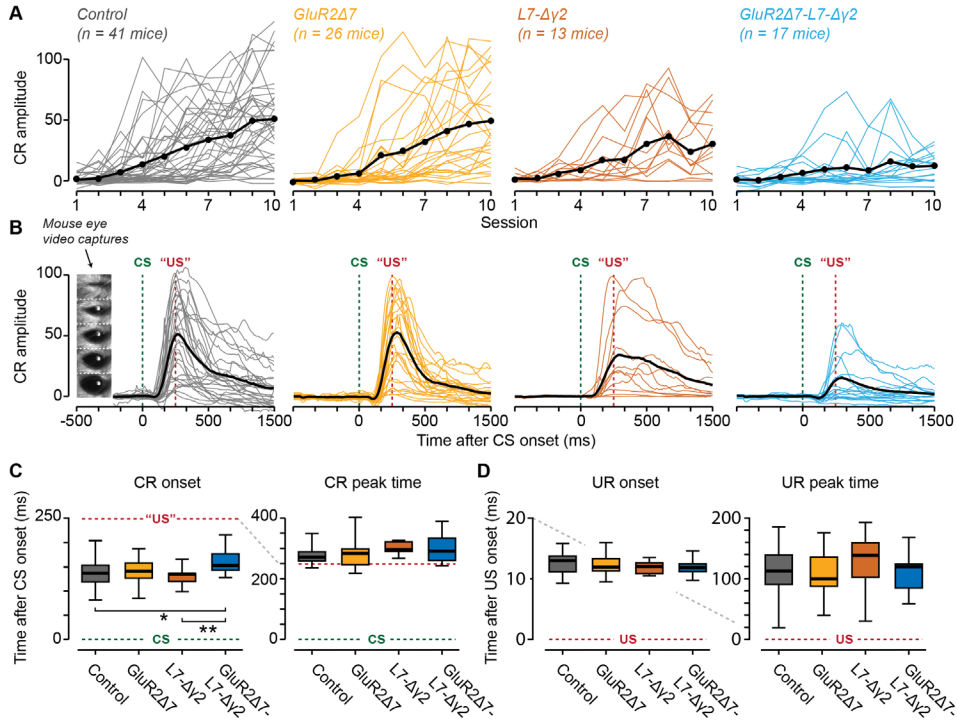 A
Control
(n = 41 mice)
GluR2Δ7
(n = 26 mice)
L7-Δγ2
(n = 13 mice)
GluR2Δ7-L7-Δγ2
(n = 17 mice)
CR amplitude
100
50
0
1 4 7 10
1 4 7 10
1 4 7 10
1 4 7 10
Session
B
Mouse eye
video captures
CS "US"
CS "US"
CS "US"
CS "US"
CR amplitude
100
50
0
-500 0 500 1500
0 500 1500
0 500 1500
0 500 1500
Time after CS onset (ms)
C
CR onset
CR peak time
Time after CS onset (ms)
250
150
0
"US"
* **
CS
400
300
200
0
CS
Control
GluR2Δ7
L7-Δγ2
GluR2Δ7-
L7-Δγ2
Control
GluR2Δ7
L7-Δγ2
GluR2Δ7-
L7-Δγ2
D
UR onset
UR peak time
Time after US onset (ms)
20
10
0
US
200
100
0
US
Control
GluR2Δ7
L7-Δγ2
GluR2Δ7-
L7-Δγ2
Control
GluR2Δ7
L7-Δγ2
GluR2Δ7-
L7-Δγ2